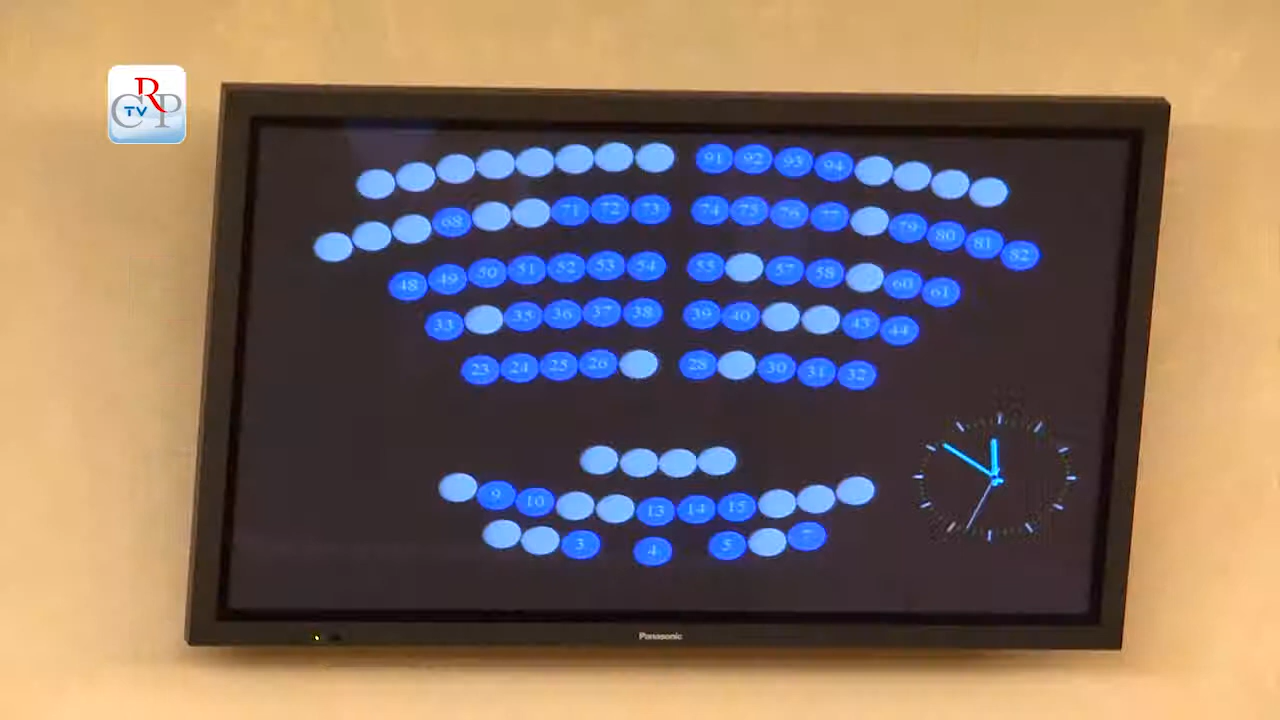 CRP
TV
91 92 93 94
68 71 72 73 74 75 76 77 79 80 81 82
48 49 50 51 52 53 54 55 57 58 60 61
33 35 36 37 38 39 40 43 44
23 24 25 26 28 30 31 32
9 10 13 14 15
3 4 5 7
Panasonic